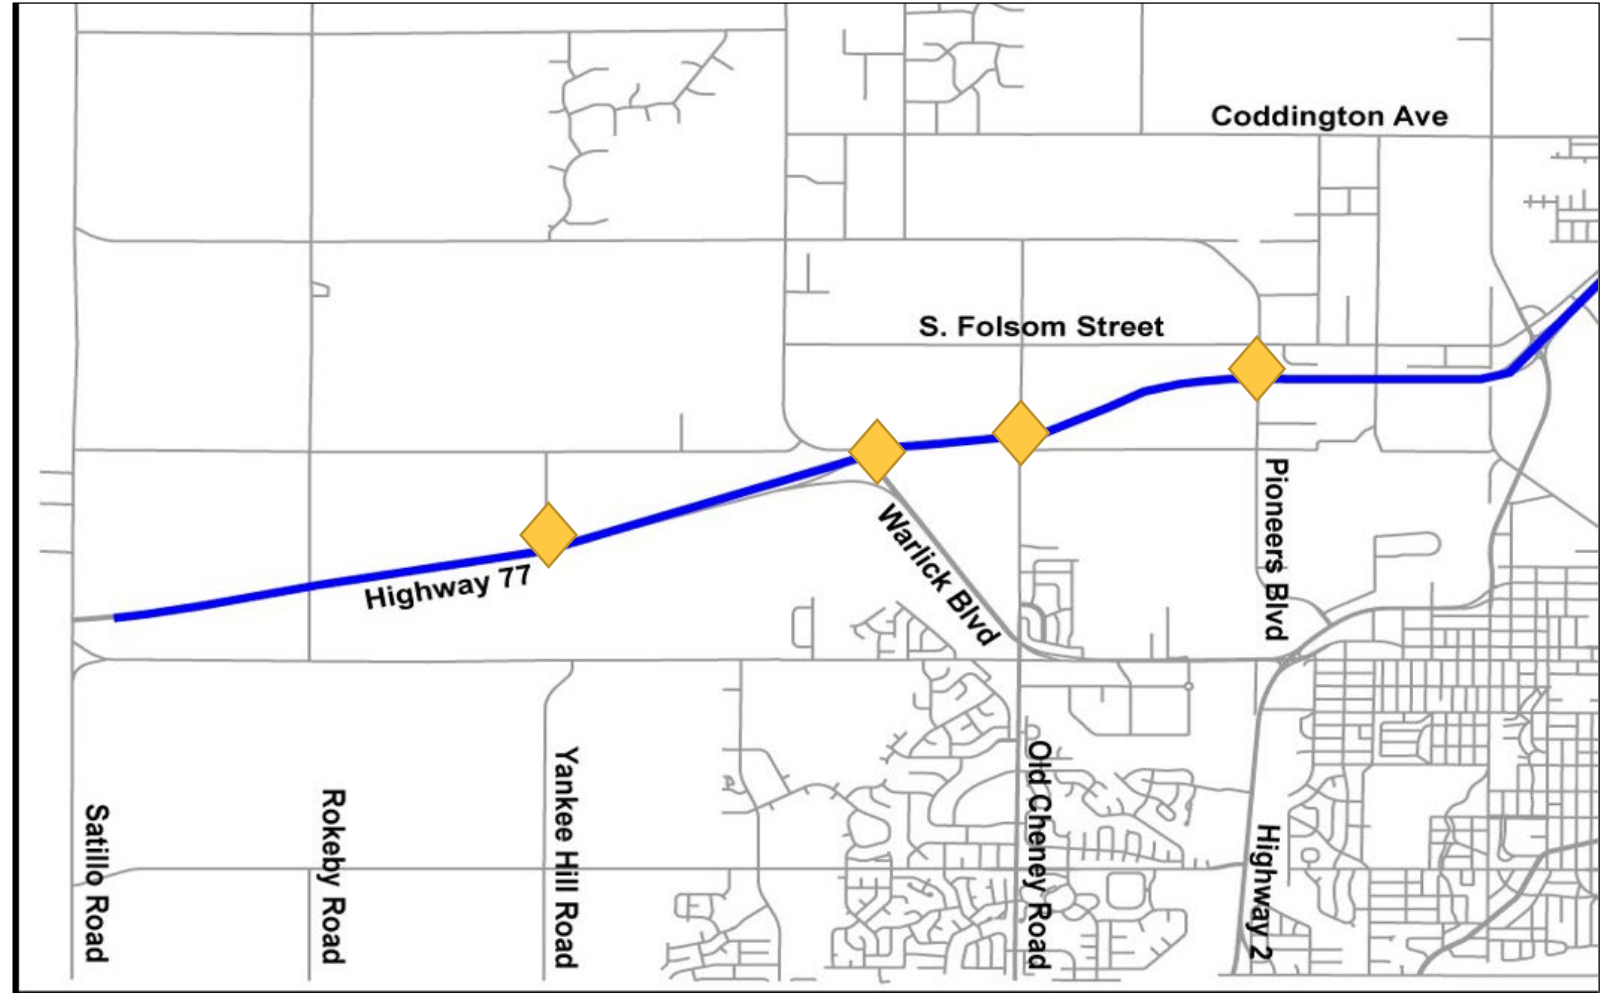 Coddington Ave
S. Folsom Street
Highway 77
Warlick Blvd
Pioneers Blvd
Satillo Road
Rokeby Road
Yankee Hill Road
Old Cheney Road
Highway 2